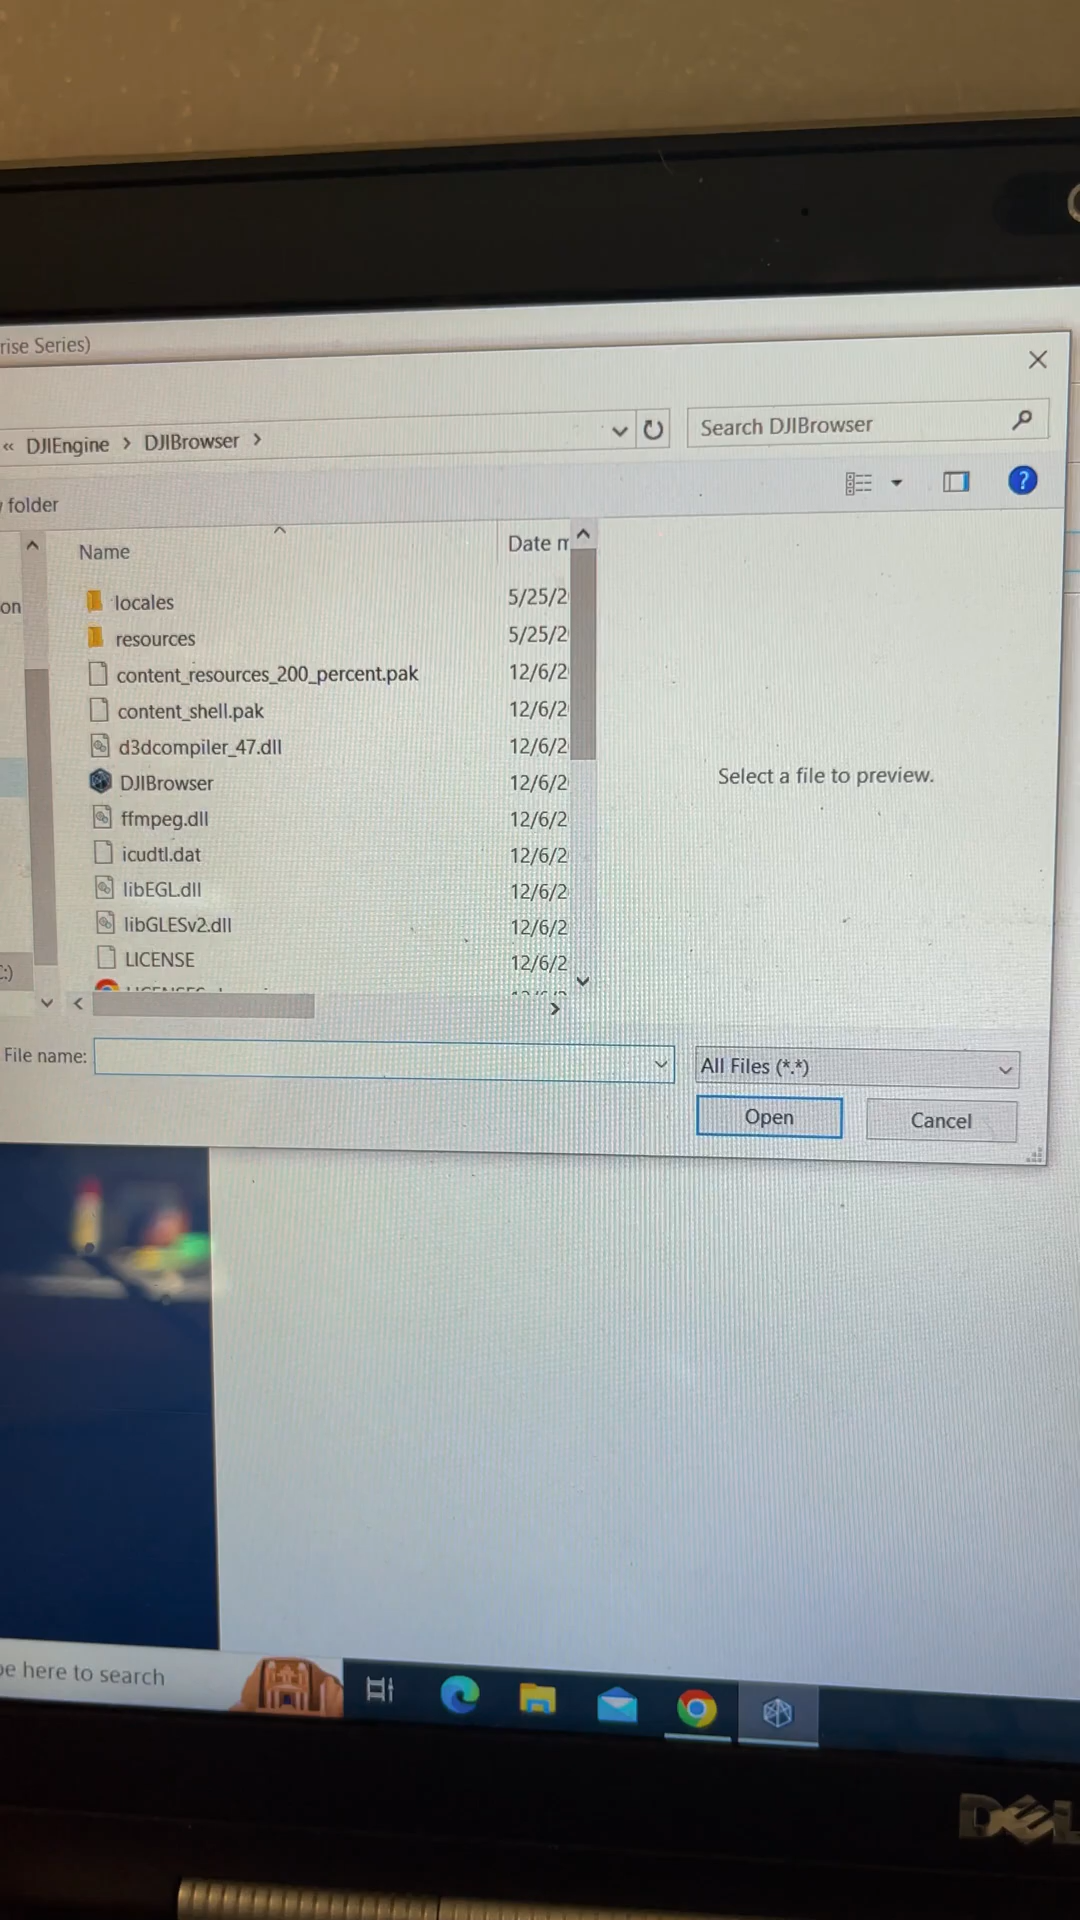 rise Series)
« DJIEngine > DJIBrowser >
Search DJIBrowser
folder
Name
Date m
locales 5/25/2
resources 5/25/2
content_resources_200_percent.pak 12/6/2
content_shell.pak 12/6/2
d3dcompiler_47.dll 12/6/2
DJIBrowser 12/6/2
ffmpeg.dll 12/6/2
icudtl.dat 12/6/2
libEGL.dll 12/6/2
libGLESv2.dll 12/6/2
LICENSE 12/6/2
on
:)
Select a file to preview.
File name:
All Files (*.*)
Open
Cancel
pe here to search
DELL